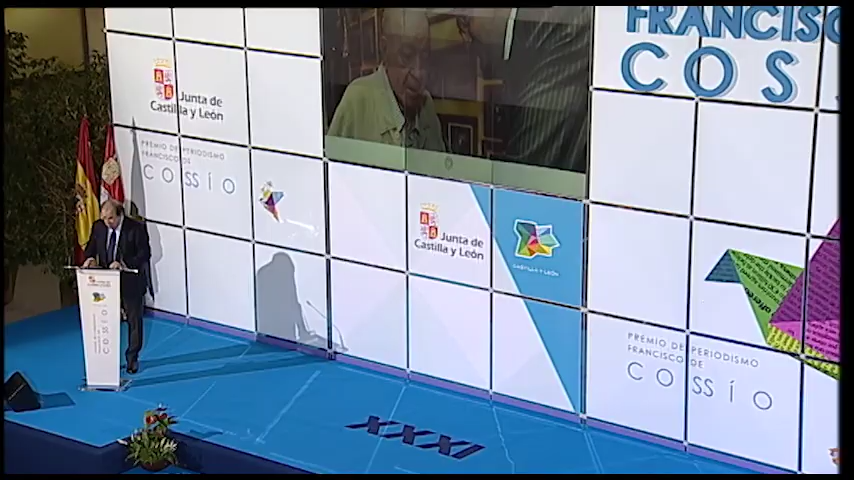 FRANCISCO
COSS
Junta de
Castilla y León
PREMIO DE PERIODISMO
FRANCISCO DE
COSSÍO
Junta de
Castilla y León
CASTILLA Y LEÓN
PREMIO DE PERIODISMO
FRANCISCO DE
COSSÍO
COSSÍO
XXXI